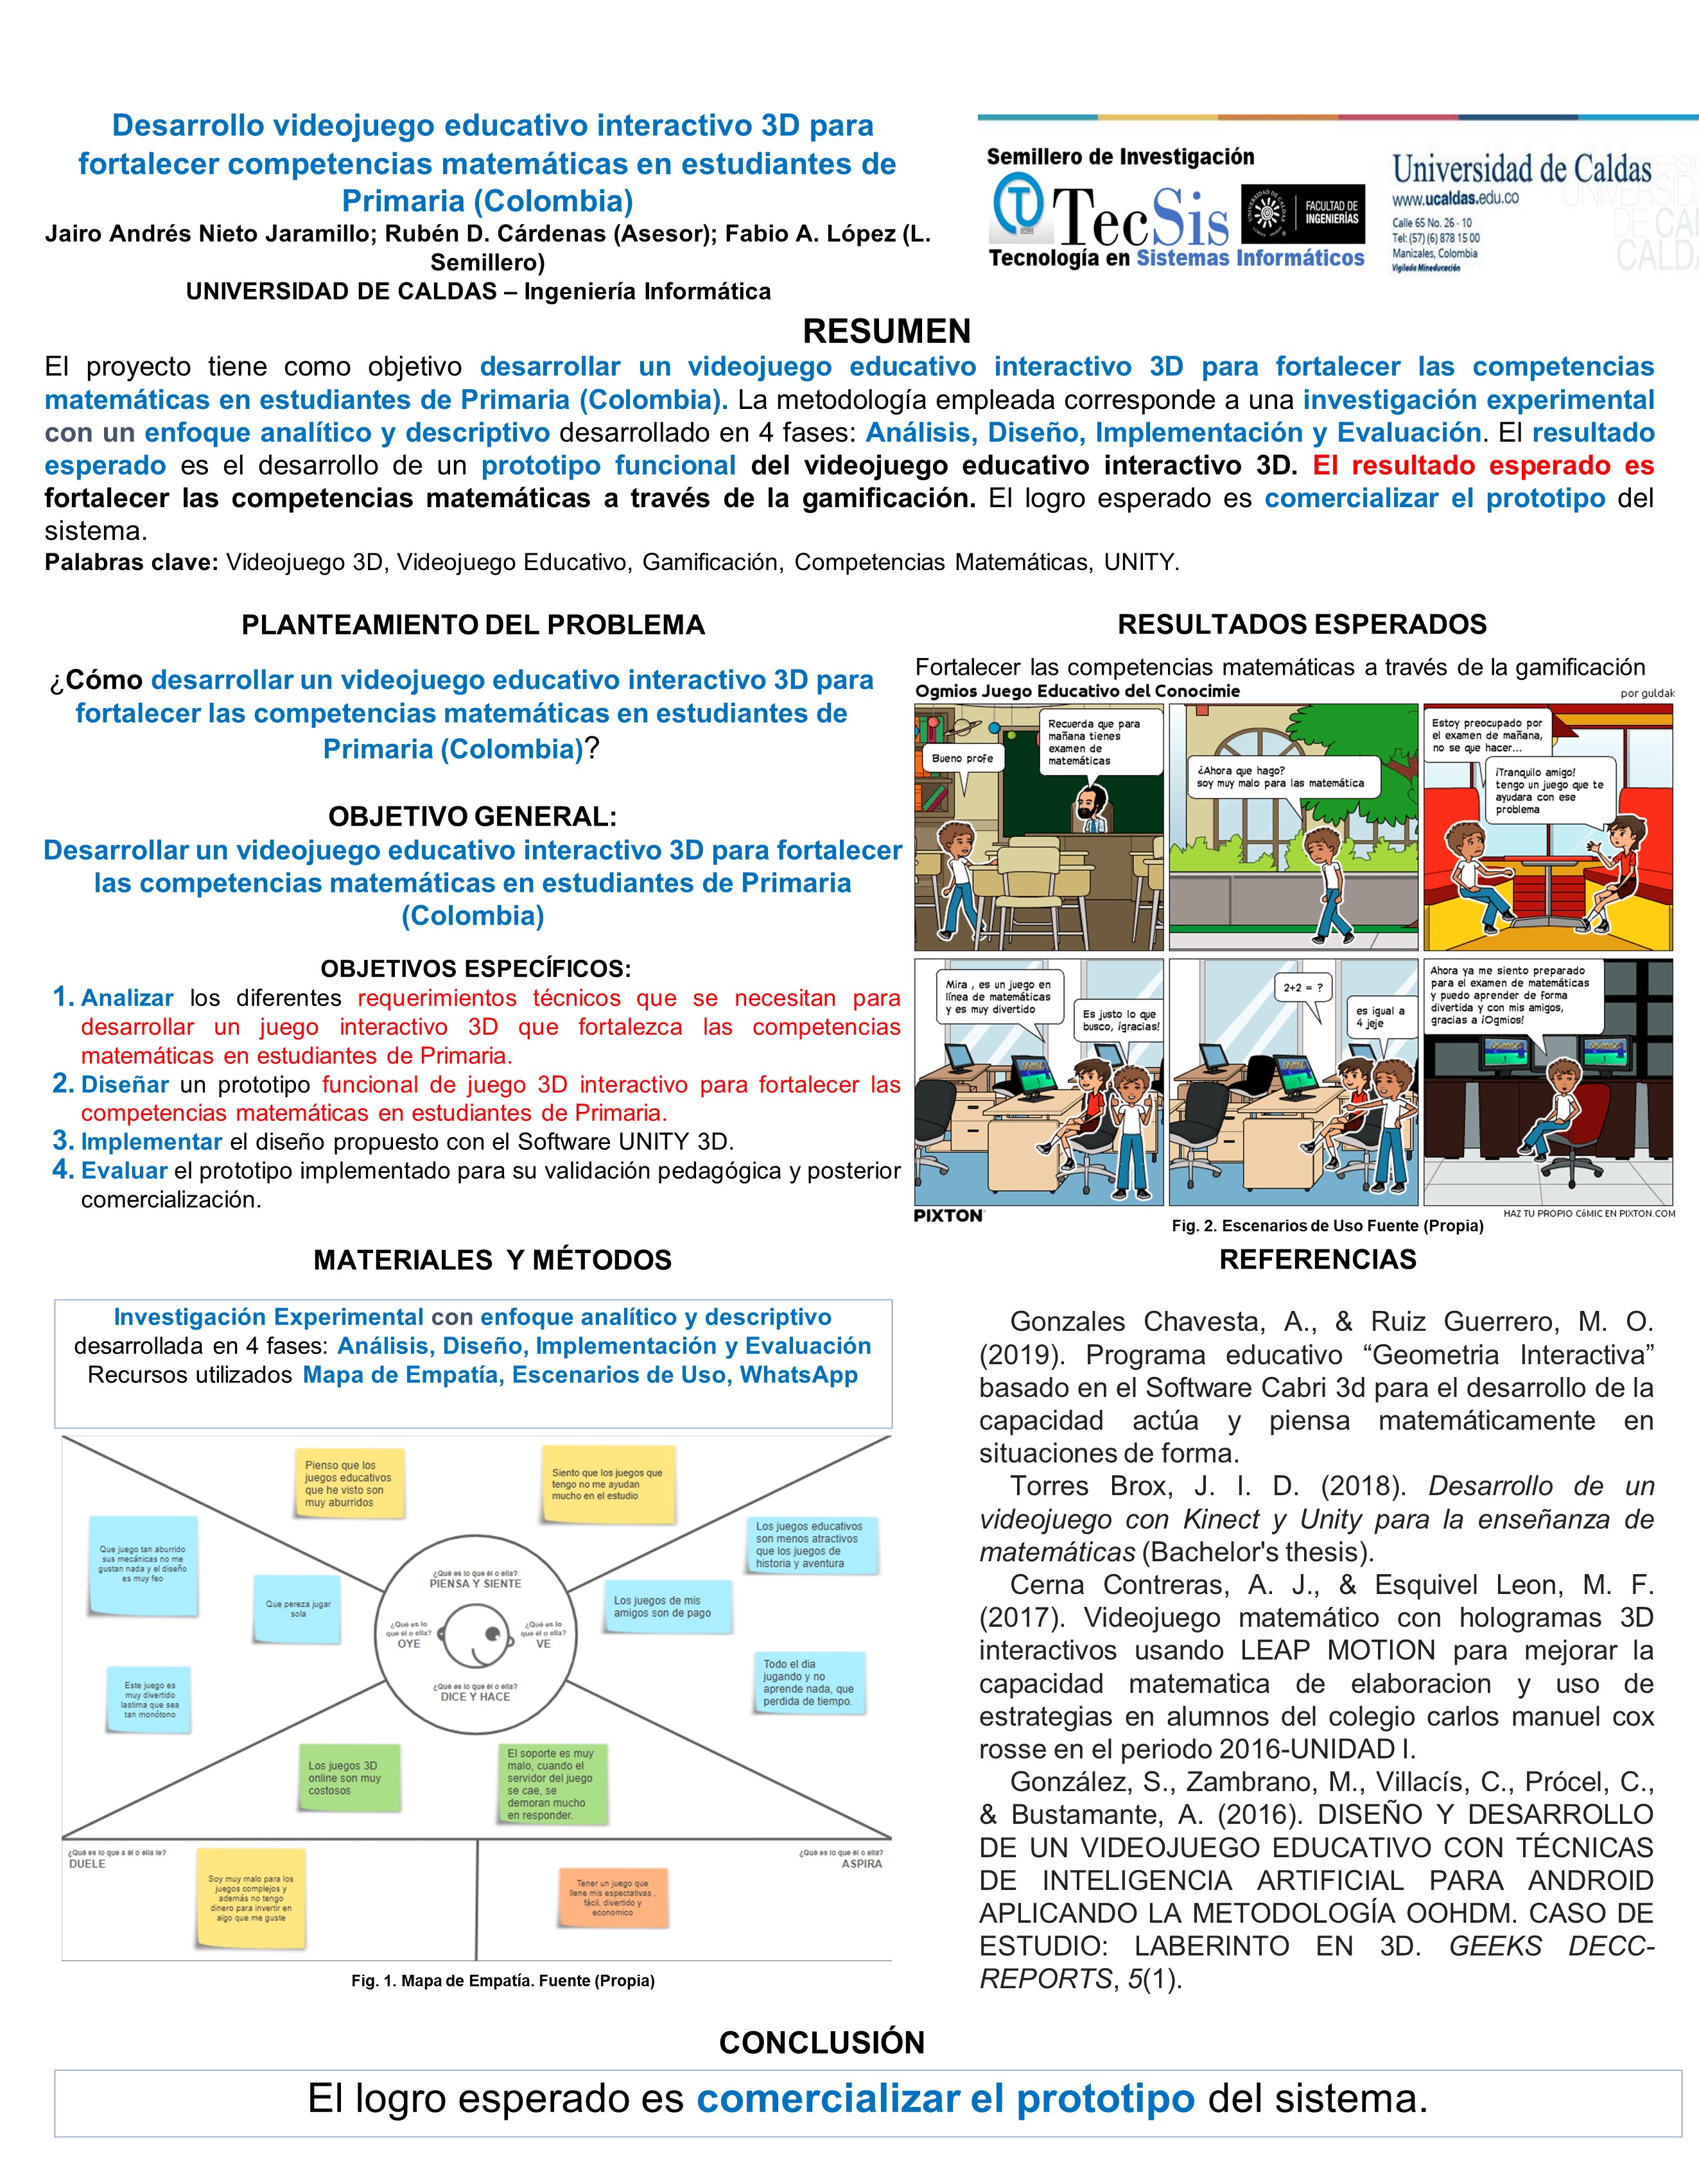 Desarrollo videojuego educativo interactivo 3D para
fortalecer competencias matemáticas en estudiantes de
Primaria (Colombia)
Jairo Andrés Nieto Jaramillo; Rubén D. Cárdenas (Asesor); Fabio A. López (L.
Semillero)
UNIVERSIDAD DE CALDAS – Ingeniería Informática
Semillero de Investigación
TecSis
FACULTAD DE
INGENIERÍAS
Tecnología en Sistemas Informáticos
Universidad de Caldas
www.ucaldas.edu.co
Calle 65 No. 26 - 10
Tel: (57) (6) 878 15 00
Manizales, Colombia
Vigilada Mineducación
RESUMEN
El proyecto tiene como objetivo desarrollar un videojuego educativo interactivo 3D para fortalecer las competencias
matemáticas en estudiantes de Primaria (Colombia). La metodología empleada corresponde a una investigación experimental
con un enfoque analítico y descriptivo desarrollado en 4 fases: Análisis, Diseño, Implementación y Evaluación. El resultado
esperado es el desarrollo de un prototipo funcional del videojuego educativo interactivo 3D. El resultado esperado es
fortalecer las competencias matemáticas a través de la gamificación. El logro esperado es comercializar el prototipo del
sistema.
Palabras clave: Videojuego 3D, Videojuego Educativo, Gamificación, Competencias Matemáticas, UNITY.
PLANTEAMIENTO DEL PROBLEMA
¿Cómo desarrollar un videojuego educativo interactivo 3D para
fortalecer las competencias matemáticas en estudiantes de
Primaria (Colombia)?
OBJETIVO GENERAL:
Desarrollar un videojuego educativo interactivo 3D para fortalecer
las competencias matemáticas en estudiantes de Primaria
(Colombia)
OBJETIVOS ESPECÍFICOS:
1. Analizar los diferentes requerimientos técnicos que se necesitan para
desarrollar un juego interactivo 3D que fortalezca las competencias
matemáticas en estudiantes de Primaria.
2. Diseñar un prototipo funcional de juego 3D interactivo para fortalecer las
competencias matemáticas en estudiantes de Primaria.
3. Implementar el diseño propuesto con el Software UNITY 3D.
4. Evaluar el prototipo implementado para su validación pedagógica y posterior
comercialización.
RESULTADOS ESPERADOS
Fortalecer las competencias matemáticas a través de la gamificación
Ogmios Juego Educativo del Conocimie
por guldak
Bueno profe
Recuerda que para
mañana tienes
examen de
matemáticas
¿Ahora que hago?
soy muy malo para las matemática
Estoy preocupado por
el examen de mañana,
no se que hacer...
¡Tranquilo amigo!
tengo un juego que te
ayudara con ese
problema
Mira , es un juego en
línea de matemáticas
y es muy divertido
Es justo lo que
busco, ¡gracias!
2+2 = ?
es igual a
4 jeje
Ahora ya me siento preparado
para el examen de matemáticas
y puedo aprender de forma
divertida y con mis amigos,
gracias a ¡Ogmios!
PIXTON
HAZ TU PROPIO CóMIC EN PIXTON.COM
Fig. 2. Escenarios de Uso Fuente (Propia)
MATERIALES Y MÉTODOS
Investigación Experimental con enfoque analítico y descriptivo
desarrollada en 4 fases: Análisis, Diseño, Implementación y Evaluación
Recursos utilizados Mapa de Empatía, Escenarios de Uso, WhatsApp
Pienso que los
juegos educativos
que he visto son
muy aburridos
Siento que los juegos que
tengo no me ayudan
mucho en el estudio
Que juego tan aburrido
sus mecánicas no me
gustan nada y el diseño
es muy feo
Que pereza jugar
sola
Este juego es
muy divertido
lastima que sea
tan monótono
Los juegos educativos
son menos atractivos
que los juegos de
historia y aventura
Los juegos de mis
amigos son de pago
Todo el dia
jugando y no
aprende nada, que
perdida de tiempo.
¿Qué es lo que él o ella?
PIENSA Y SIENTE
¿Qué es lo
que él o ella?
OYE
¿Qué es lo
que él o ella?
VE
¿Qué es lo que él o ella?
DICE Y HACE
Los juegos 3D
online son muy
costosos
El soporte es muy
malo, cuando el
servidor del juego
se cae, se
demoran mucho
en responder.
¿Qué es lo que a él o ella le?
DUELE
Soy muy malo para los
juegos complejos y
además no tengo
dinero para invertir en
algo que me guste
¿Qué es lo que él o ella?
ASPIRA
Tener un juego que
llene mis espectativas ,
fácil, divertido y
economico
Fig. 1. Mapa de Empatía. Fuente (Propia)
REFERENCIAS
Gonzales Chavesta, A., & Ruiz Guerrero, M. O.
(2019). Programa educativo “Geometria Interactiva”
basado en el Software Cabri 3d para el desarrollo de la
capacidad actúa y piensa matemáticamente en
situaciones de forma.
Torres Brox, J. I. D. (2018). Desarrollo de un
videojuego con Kinect y Unity para la enseñanza de
matemáticas (Bachelor's thesis).
Cerna Contreras, A. J., & Esquivel Leon, M. F.
(2017). Videojuego matemático con hologramas 3D
interactivos usando LEAP MOTION para mejorar la
capacidad matematica de elaboracion y uso de
estrategias en alumnos del colegio carlos manuel cox
rosse en el periodo 2016-UNIDAD I.
González, S., Zambrano, M., Villacís, C., Prócel, C.,
& Bustamante, A. (2016). DISEÑO Y DESARROLLO
DE UN VIDEOJUEGO EDUCATIVO CON TÉCNICAS
DE INTELIGENCIA ARTIFICIAL PARA ANDROID
APLICANDO LA METODOLOGÍA OOHDM. CASO DE
ESTUDIO: LABERINTO EN 3D. GEEKS DECC-
REPORTS, 5(1).
CONCLUSIÓN
El logro esperado es comercializar el prototipo del sistema.